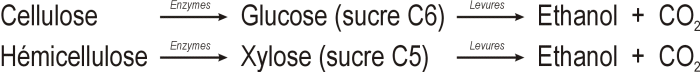 Cellulose Enzymes Glucose (sucre C6) Levures Ethanol + CO₂
Hémicellulose Enzymes Xylose (sucre C5) Levures Ethanol + CO₂